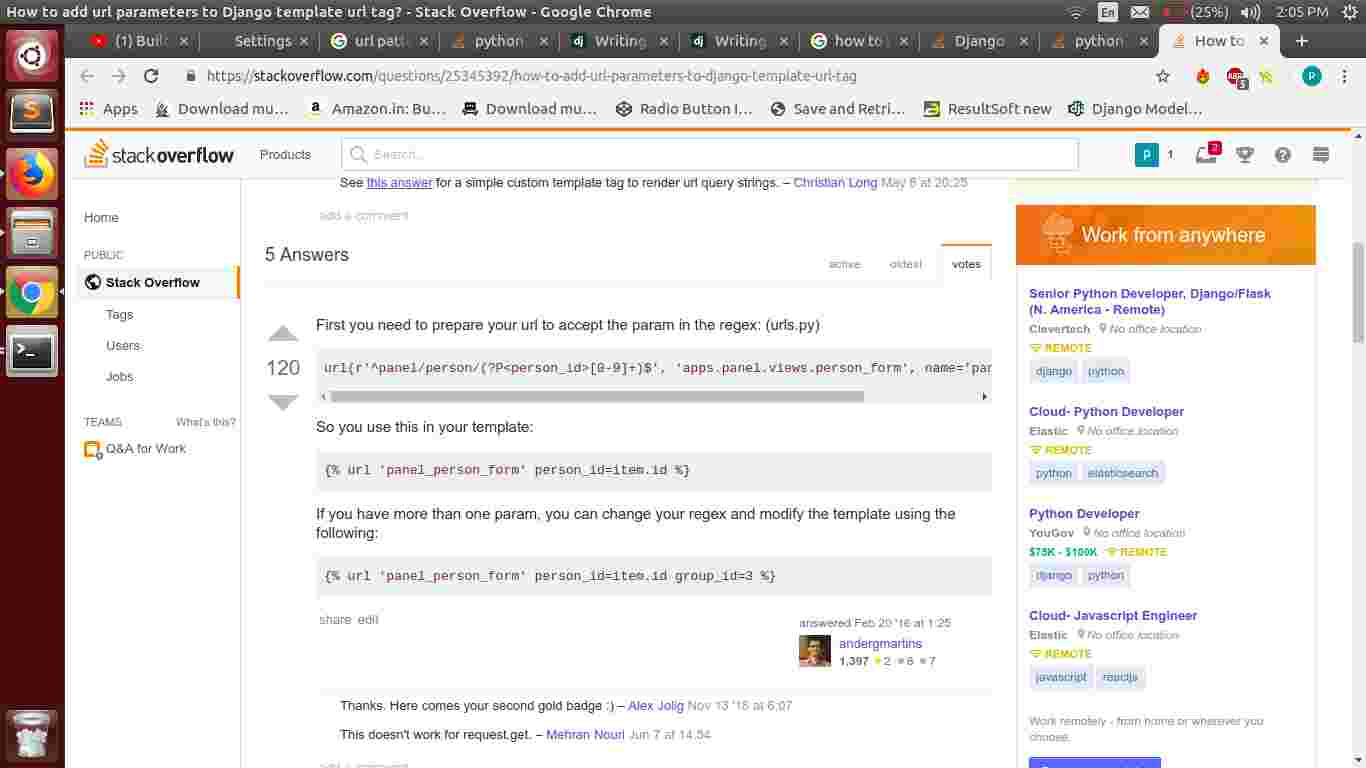 How to add url parameters to Django template url tag? - Stack Overflow - Google Chrome
En (25%) 2:05 PM
(1) Buil Settings url patt python Writing Writing how to Django python How to
https://stackoverflow.com/questions/25345392/how-to-add-url-parameters-to-django-template-url-tag
ABP 5 P
Apps Download mu... Amazon.in: Bu... Download mu... Radio Button I... Save and Retri... ResultSoft new Django Model...
stackoverflow Products Search... P 1 2
See this answer for a simple custom template tag to render url query strings. – Christian Long May 6 at 20:25
add a comment
Home
PUBLIC
Stack Overflow
Tags
Users
Jobs
TEAMS What's this?
Q&A for Work
5 Answers
active oldest votes
120
First you need to prepare your url to accept the param in the regex: (urls.py)
url(r'^panel/person/(?P<person_id>[0-9]+)$', 'apps.panel.views.person_form', name='pan
So you use this in your template:
{% url 'panel_person_form' person_id=item.id %}
If you have more than one param, you can change your regex and modify the template using the
following:
{% url 'panel_person_form' person_id=item.id group_id=3 %}
share edit
answered Feb 20 '16 at 1:25
andergmartins
1,397 2 6 7
Thanks. Here comes your second gold badge :) – Alex Jolig Nov 13 '18 at 6:07
This doesn't work for request.get. – Mehran Nouri Jun 7 at 14:54
add a comment
Work from anywhere
Senior Python Developer, Django/Flask
(N. America - Remote)
Clevertech No office location
REMOTE
django python
Cloud- Python Developer
Elastic No office location
REMOTE
python elasticsearch
Python Developer
YouGov No office location
$75K - $100K REMOTE
django python
Cloud- Javascript Engineer
Elastic No office location
REMOTE
javascript reactjs
Work remotely - from home or wherever you
choose.